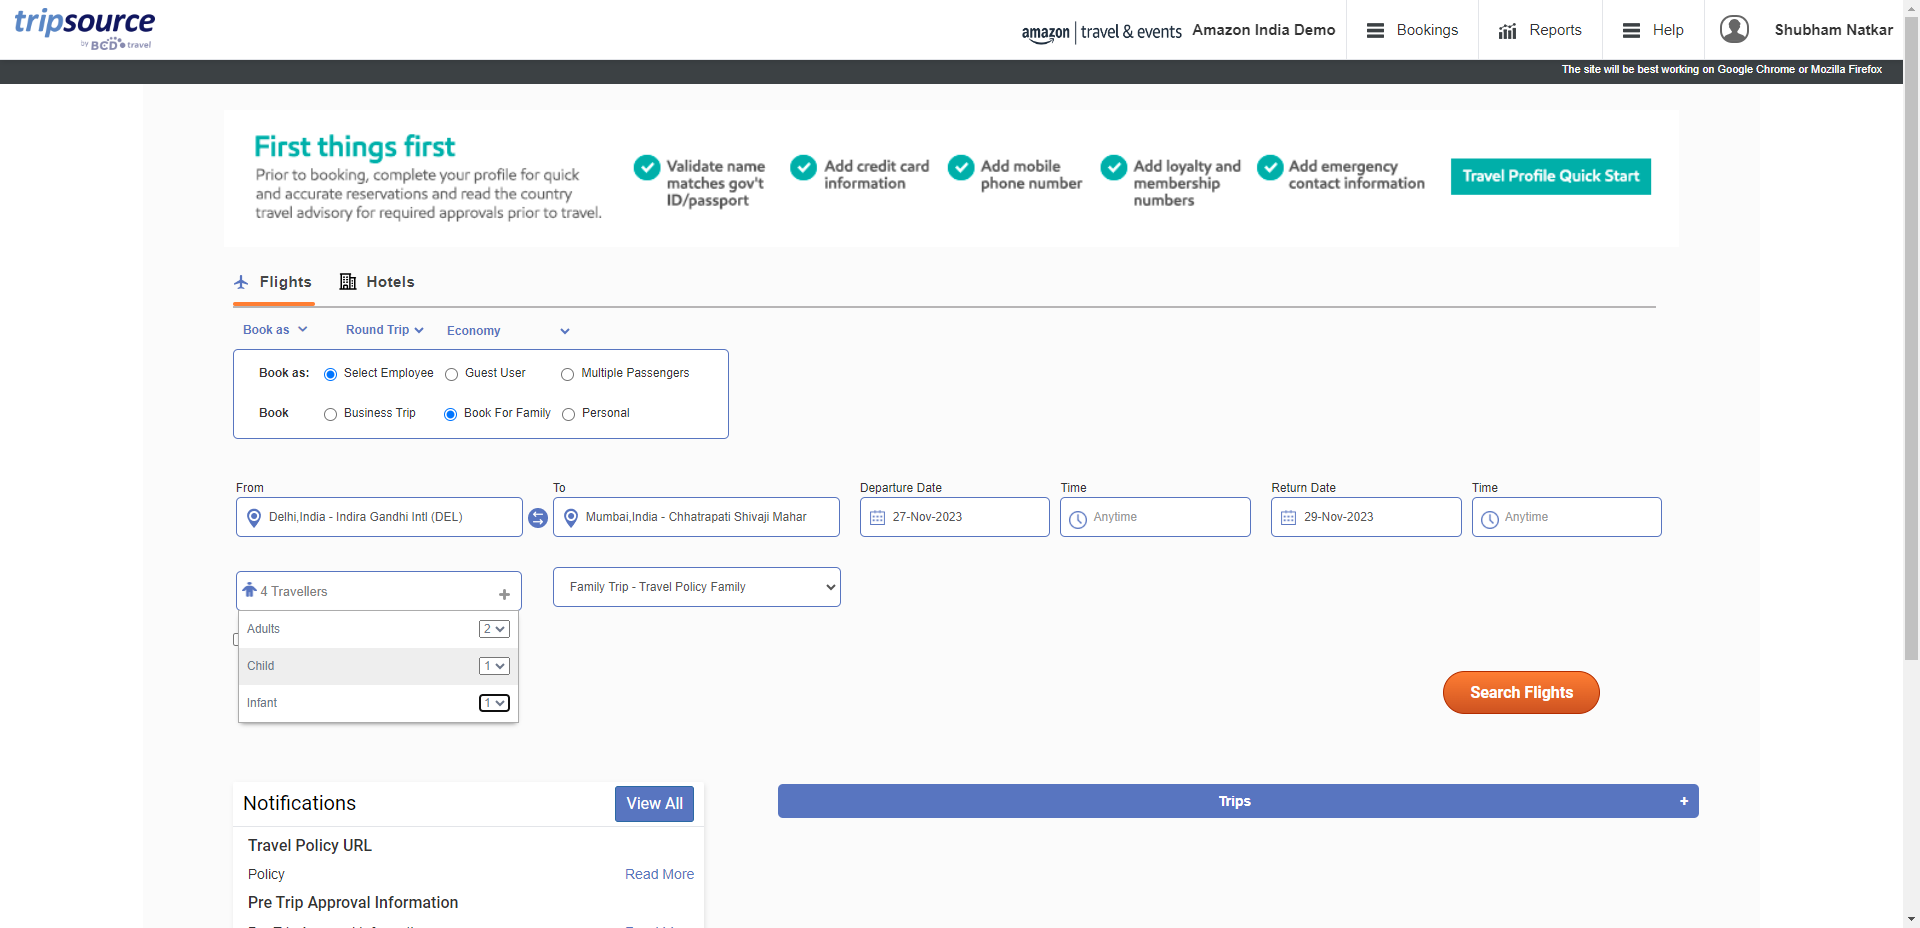 tripsource
by BCD travel
amazon travel & events
Amazon India Demo
Bookings
Reports
Help
Shubham Natkar
The site will be best working on Google Chrome or Mozilla Firefox
First things first
Prior to booking, complete your profile for quick
and accurate reservations and read the country
travel advisory for required approvals prior to travel.
Validate name
matches gov't
ID/passport
Add credit card
information
Add mobile
phone number
Add loyalty and
membership
numbers
Add emergency
contact information
Travel Profile Quick Start
Flights
Hotels
Book as
Round Trip
Economy
Book as:
Select Employee
Guest User
Multiple Passengers
Book
Business Trip
Book For Family
Personal
From
To
Departure Date
Time
Return Date
Time
Delhi,India - Indira Gandhi Intl (DEL)
Mumbai,India - Chhatrapati Shivaji Mahar
27-Nov-2023
Anytime
29-Nov-2023
Anytime
4 Travellers
+
Family Trip - Travel Policy Family
Adults
2
Child
1
Infant
1
Search Flights
Notifications
View All
Trips
+
Travel Policy URL
Policy
Read More
Pre Trip Approval Information